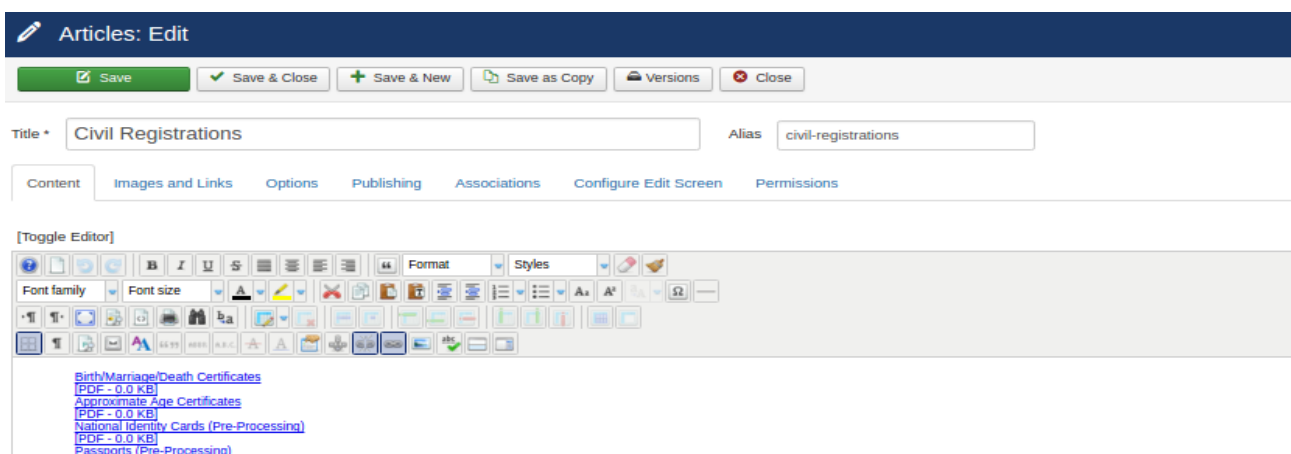 Articles: Edit
Save
Save & Close
Save & New
Save as Copy
Versions
Close
Title *
Civil Registrations
Alias
civil-registrations
Content
Images and Links
Options
Publishing
Associations
Configure Edit Screen
Permissions
[Toggle Editor]
B I U S Format Styles
Font family Font size A
Birth/Marriage/Death Certificates
[PDF - 0.0 KB]
Approximate Age Certificates
[PDF - 0.0 KB]
National Identity Cards (Pre-Processing)
[PDF - 0.0 KB]
Passports (Pre-Processing)